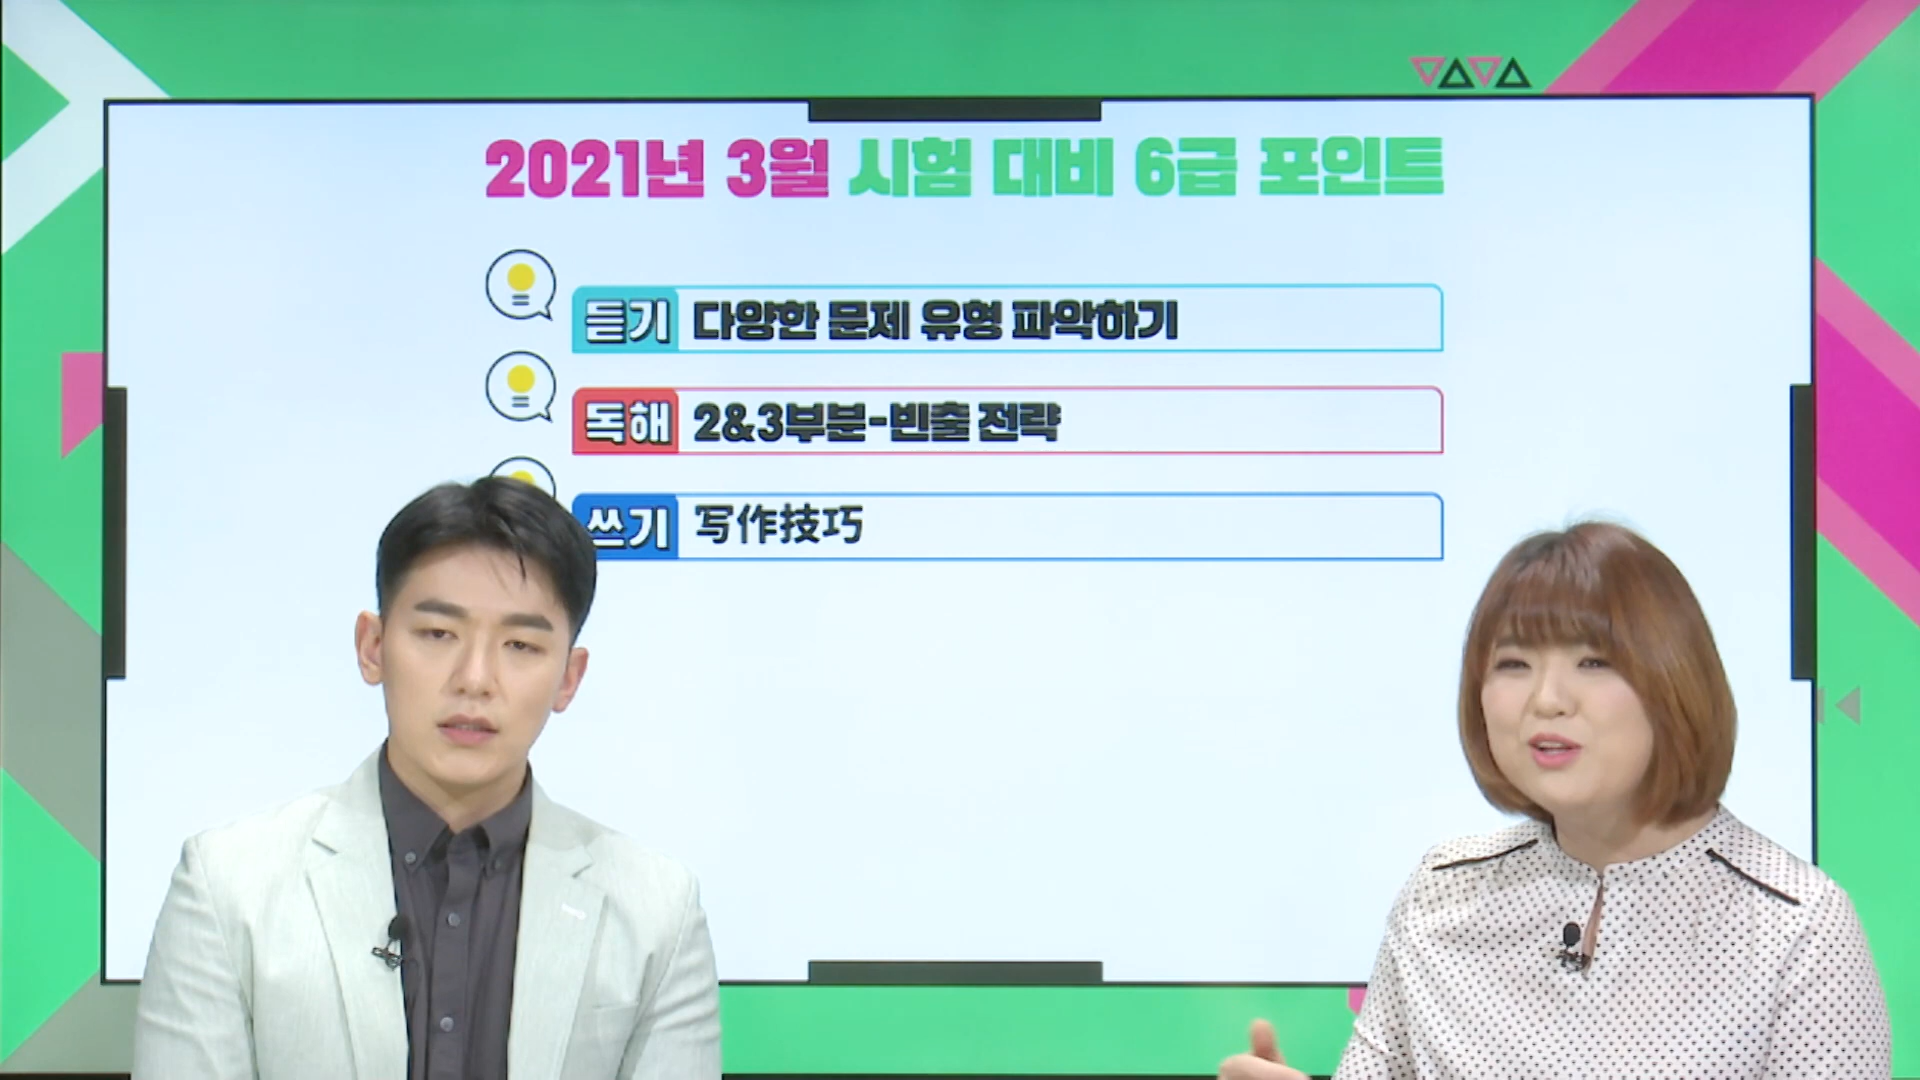 2021년 3월 시험 대비 6급 포인트
듣기 다양한 문제 유형 파악하기
독해 2&3부분-빈출 전략
쓰기 写作技巧